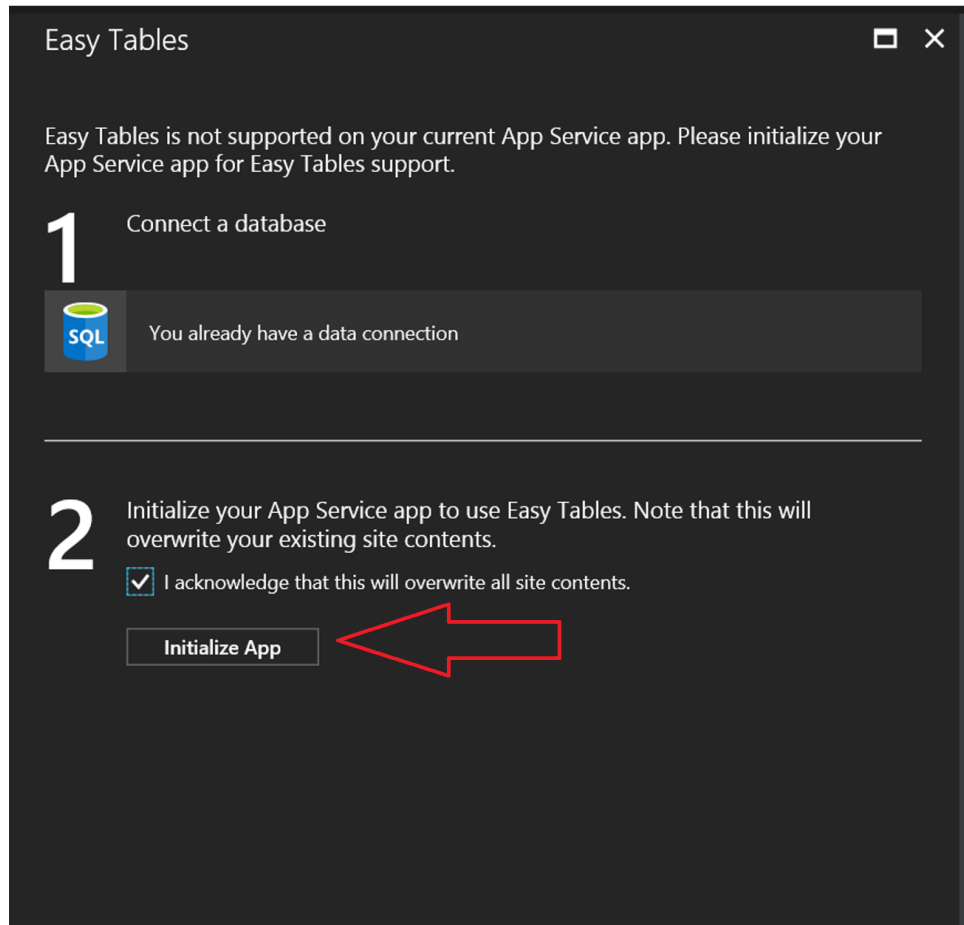 Easy Tables
Easy Tables is not supported on your current App Service app. Please initialize your
App Service app for Easy Tables support.
1
Connect a database
SQL
You already have a data connection
2
Initialize your App Service app to use Easy Tables. Note that this will
overwrite your existing site contents.
I acknowledge that this will overwrite all site contents.
Initialize App